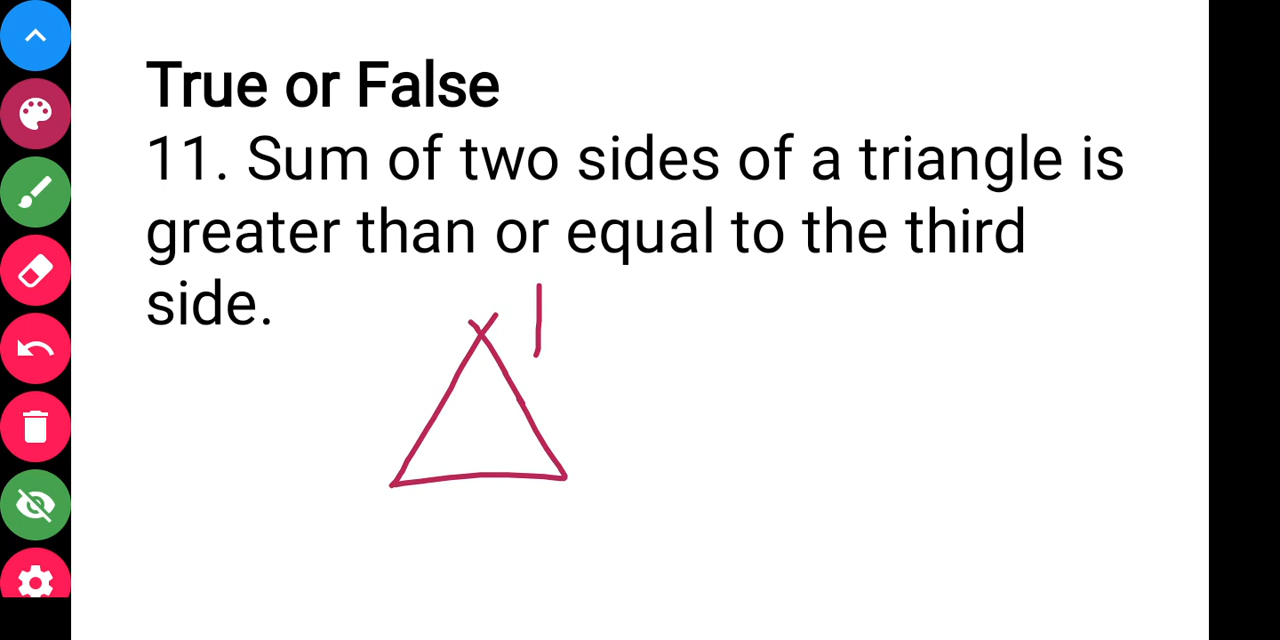 True or False
11. Sum of two sides of a triangle is
greater than or equal to the third
side.